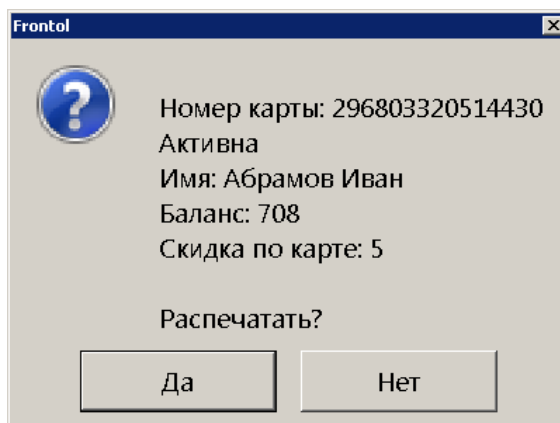 Frontol
Номер карты: 296803320514430
Активна
Имя: Абрамов Иван
Баланс: 708
Скидка по карте: 5
Распечатать?
Да
Нет